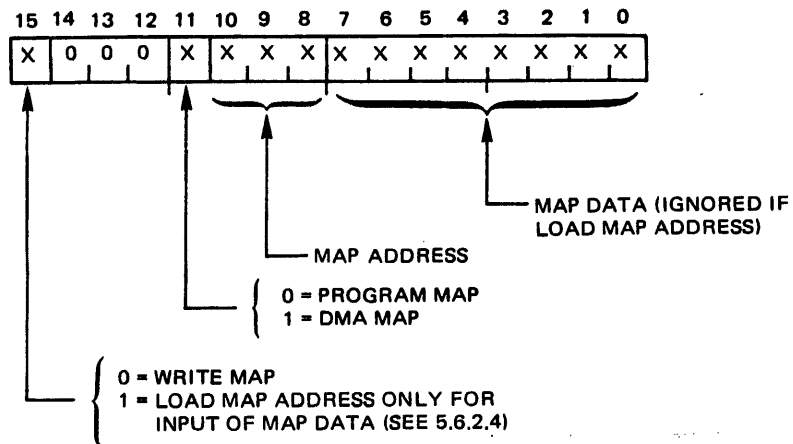 15 14 13 12 11 10 9 8 7 6 5 4 3 2 1 0
X 0 0 0 X X X X X X X X X X X X
MAP DATA (IGNORED IF
LOAD MAP ADDRESS)
MAP ADDRESS
0 = PROGRAM MAP
1 = DMA MAP
0 = WRITE MAP
1 = LOAD MAP ADDRESS ONLY FOR
INPUT OF MAP DATA (SEE 5.6.2.4)